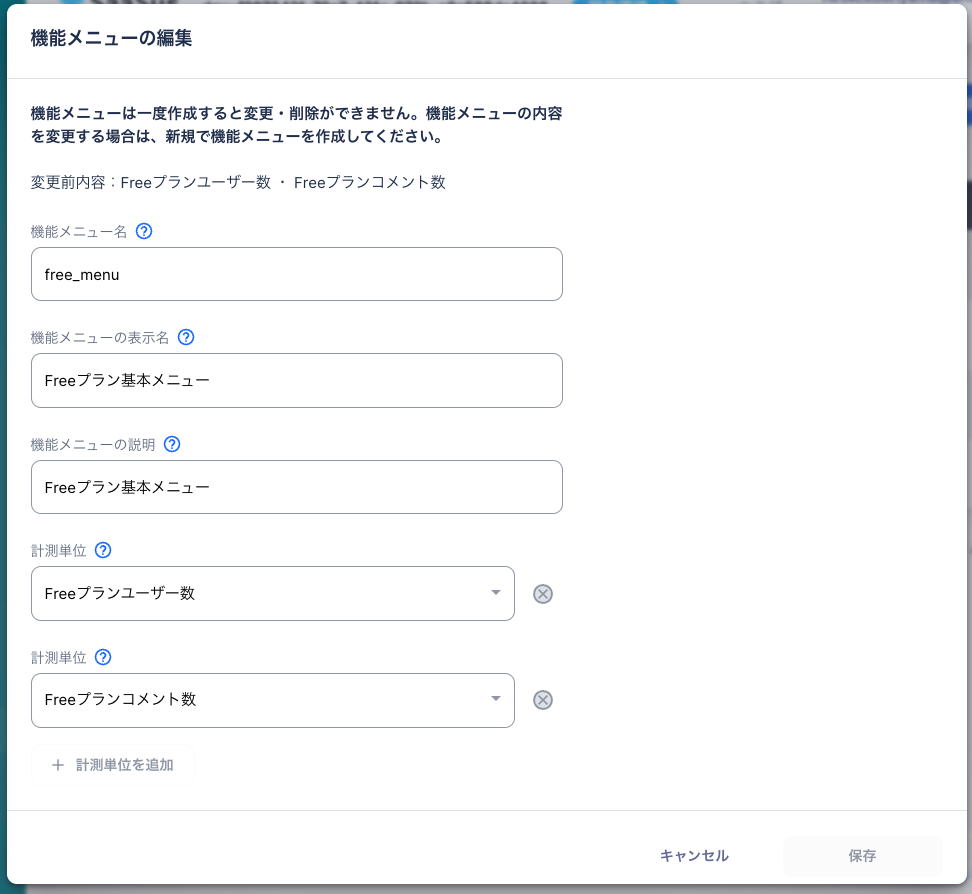 機能メニューの編集
機能メニューは一度作成すると変更・削除ができません。機能メニューの内容
を変更する場合は、新規で機能メニューを作成してください。
変更前内容：Freeプランユーザー数 ・ Freeプランコメント数
機能メニュー名 ?
free_menu
機能メニューの表示名 ?
Freeプラン基本メニュー
機能メニューの説明 ?
Freeプラン基本メニュー
計測単位 ?
Freeプランユーザー数
計測単位 ?
Freeプランコメント数
+ 計測単位を追加
キャンセル 保存